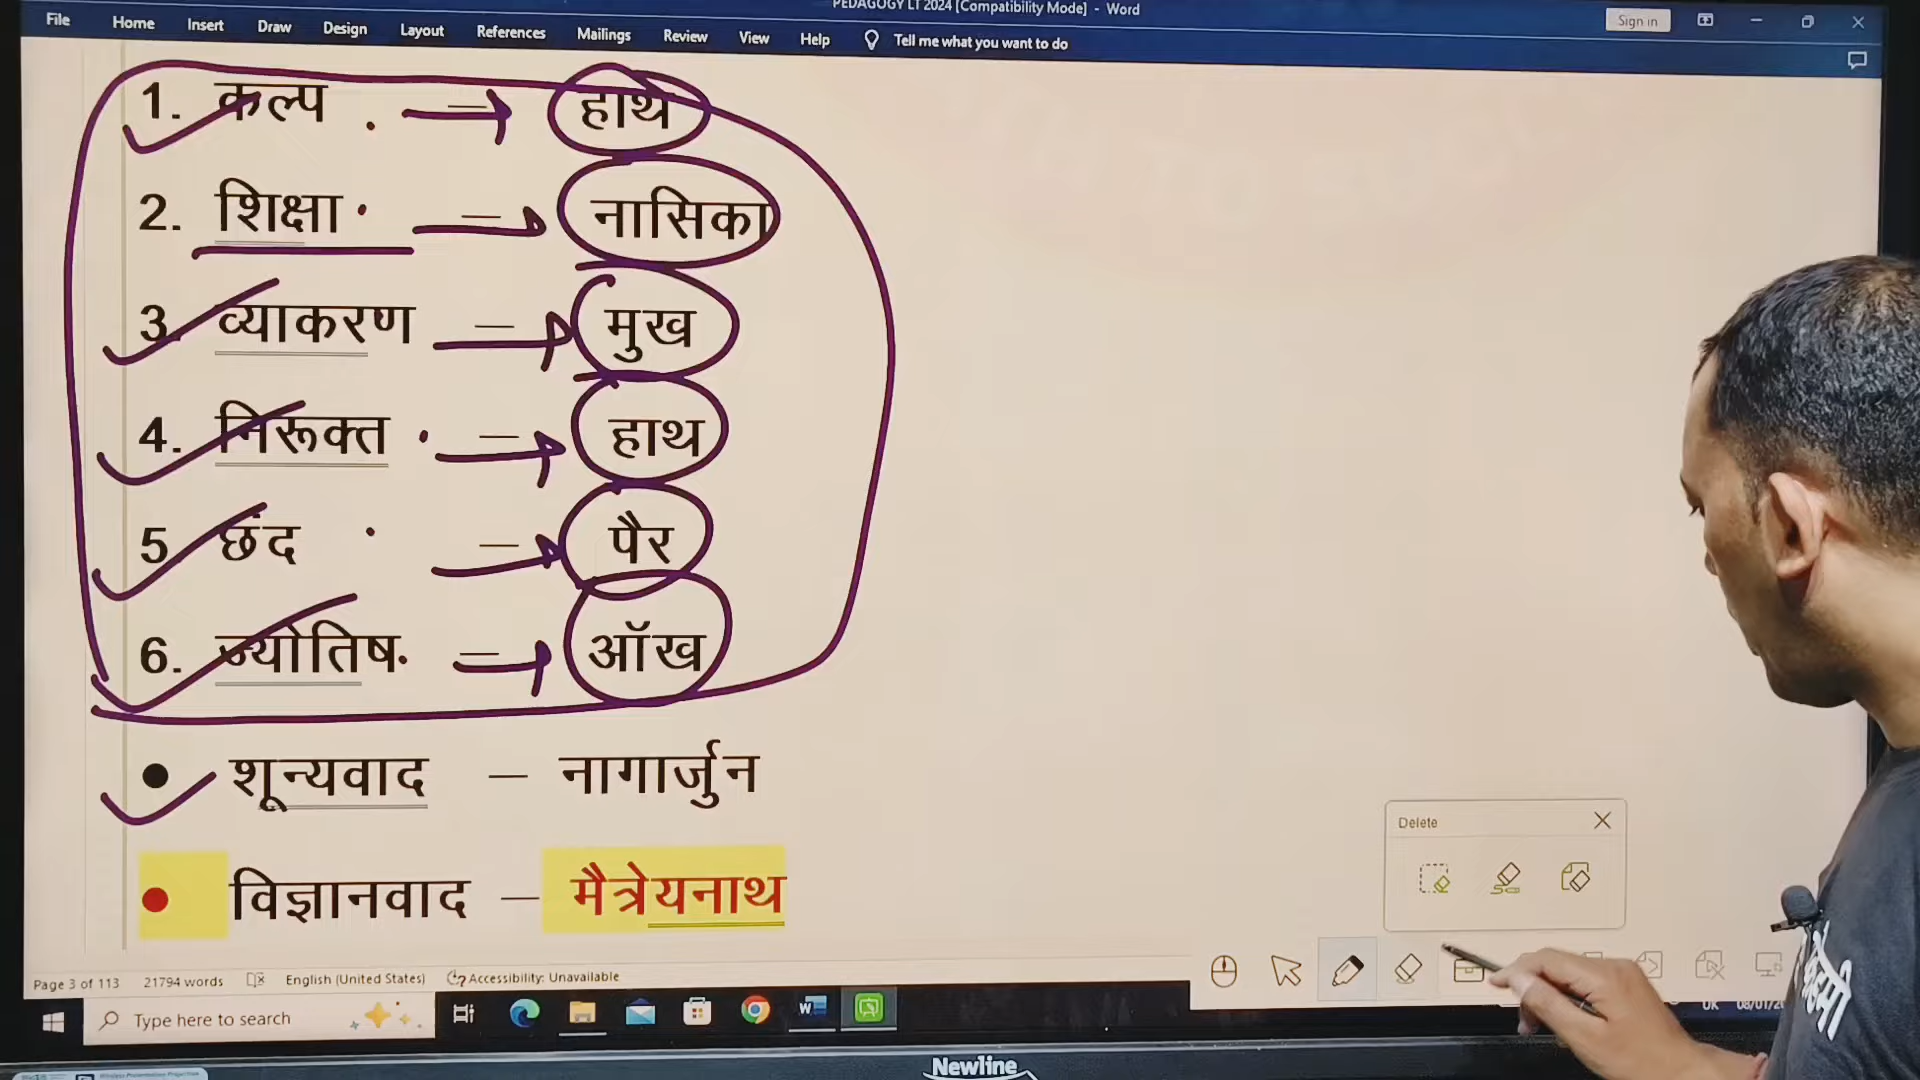 PEDAGOGY LT 2024 [Compatibility Mode] - Word
Sign in
File Home Insert Draw Design Layout References Mailings Review View Help Tell me what you want to do
1. कल्प – हाथ
2. शिक्षा – नासिका
3. व्याकरण – मुख
4. निरूक्त – हाथ
5 छंद – पैर
6. ज्योतिष – ऑख
● शून्यवाद – नागार्जुन
● विज्ञानवाद – मैत्रेयनाथ
Delete
Page 3 of 113 21794 words English (United States) Accessibility: Unavailable
Type here to search
UK
Newline